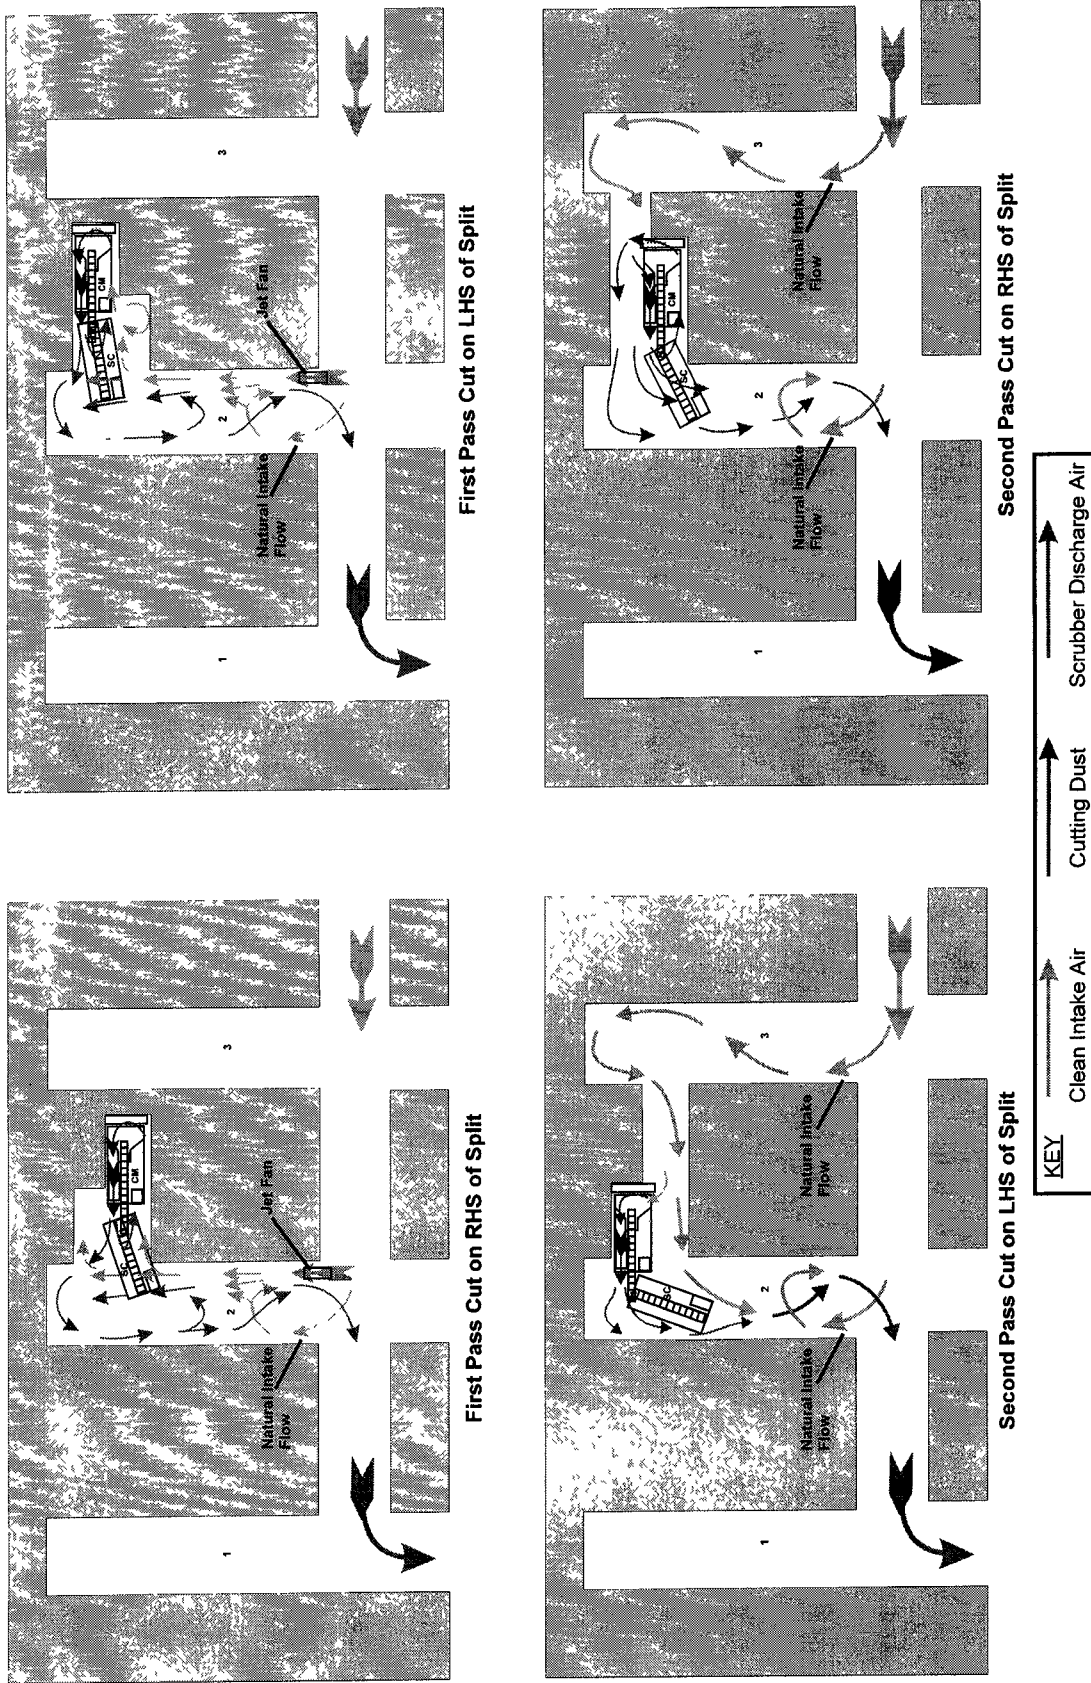 3
CM
SC
Jet Fan
2
Natural Intake
Flow
1
First Pass Cut on RHS of Split
3
CM
SC
Jet Fan
2
Natural Intake
Flow
1
First Pass Cut on LHS of Split
3
Natural Intake
Flow
SC
2
Natural Intake
Flow
1
Second Pass Cut on LHS of Split
3
Natural Intake
Flow
CM
SC
2
Natural Intake
Flow
1
Second Pass Cut on RHS of Split
KEY
Clean Intake Air
Cutting Dust
Scrubber Discharge Air